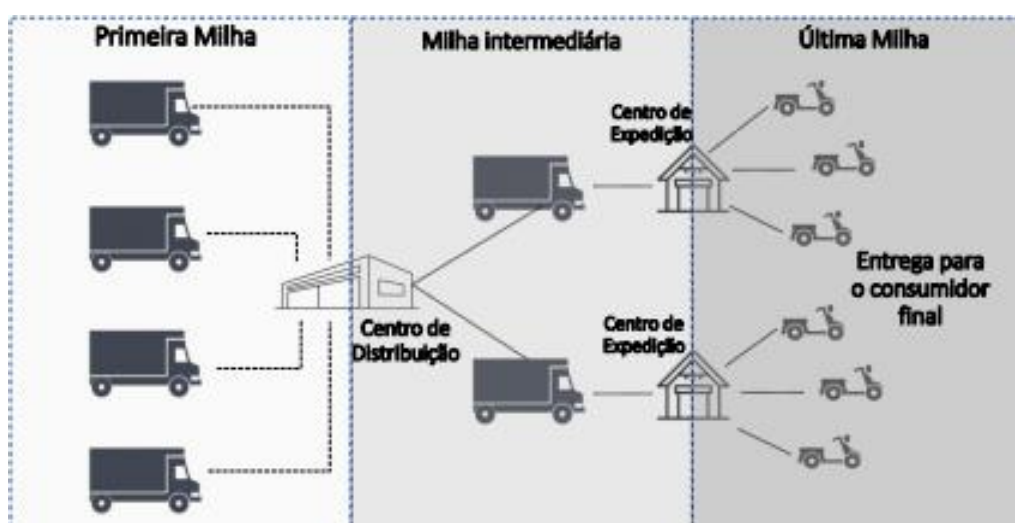 Primeira Milha
Milha intermediária
Última Milha
Centro de
Expedição
Centro de
Distribuição
Centro de
Expedição
Entrega para
o consumidor
final